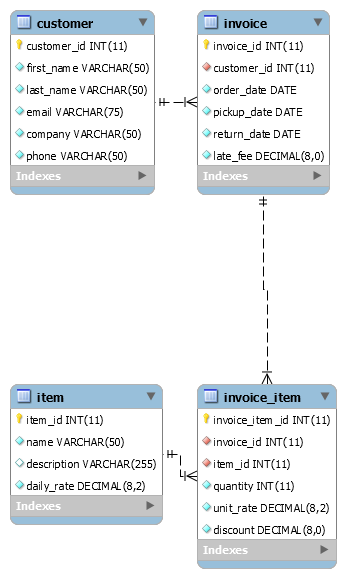 customer
customer_id INT(11)
first_name VARCHAR(50)
last_name VARCHAR(50)
email VARCHAR(75)
company VARCHAR(50)
phone VARCHAR(50)
Indexes
invoice
invoice_id INT(11)
customer_id INT(11)
order_date DATE
pickup_date DATE
return_date DATE
late_fee DECIMAL(8,0)
Indexes
item
item_id INT(11)
name VARCHAR(50)
description VARCHAR(255)
daily_rate DECIMAL(8,2)
Indexes
invoice_item
invoice_item_id INT(11)
invoice_id INT(11)
item_id INT(11)
quantity INT(11)
unit_rate DECIMAL(8,2)
discount DECIMAL(8,0)
Indexes